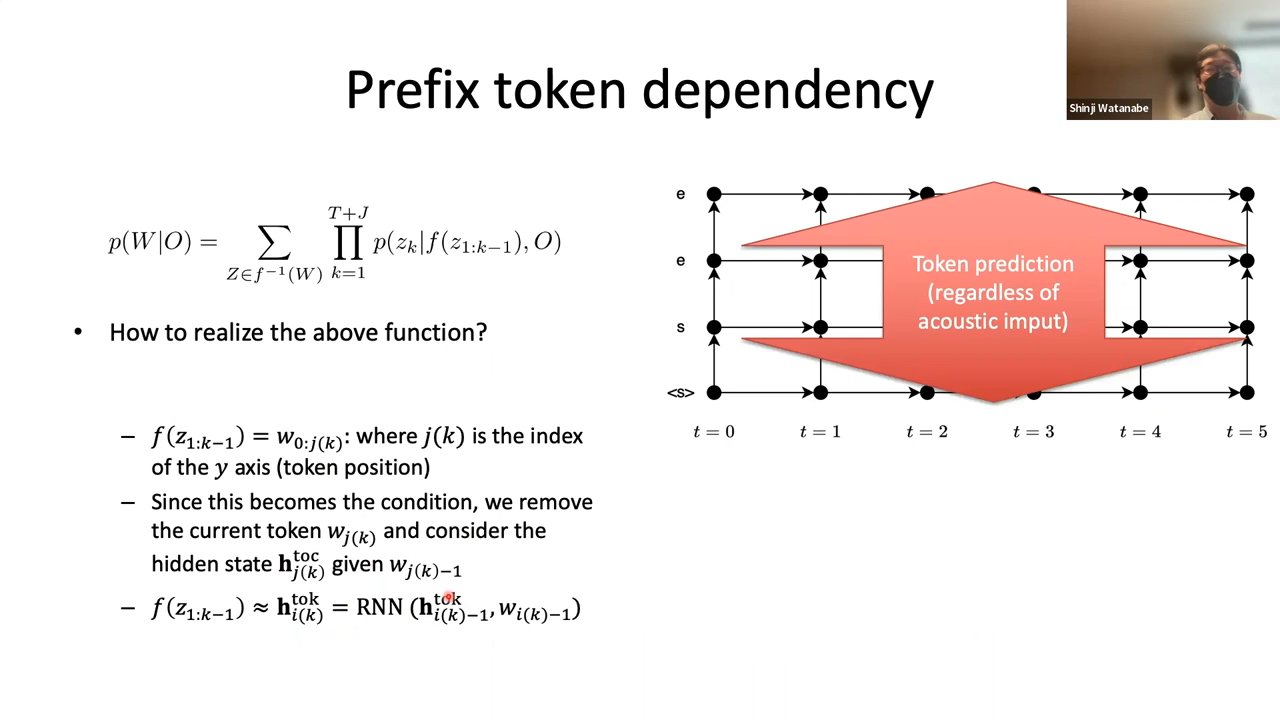 Prefix token dependency
Shinji Watanabe
p(W|O) = ∑_{Z∈f^{-1}(W)} ∏_{k=1}^{T+J} p(z_k|f(z_{1:k-1}), O)
• How to realize the above function?
– f(z_{1:k-1}) = w_{0:j(k)}: where j(k) is the index
of the y axis (token position)
– Since this becomes the condition, we remove
the current token w_{j(k)} and consider the
hidden state h^{toc}_{j(k)} given w_{j(k)-1}
– f(z_{1:k-1}) ≈ h^{tok}_{i(k)} = RNN (h^{tok}_{i(k)-1}, w_{i(k)-1})
e
e
s
<s>
Token prediction
(regardless of
acoustic imput)
t = 0 t = 1 t = 2 t = 3 t = 4 t = 5